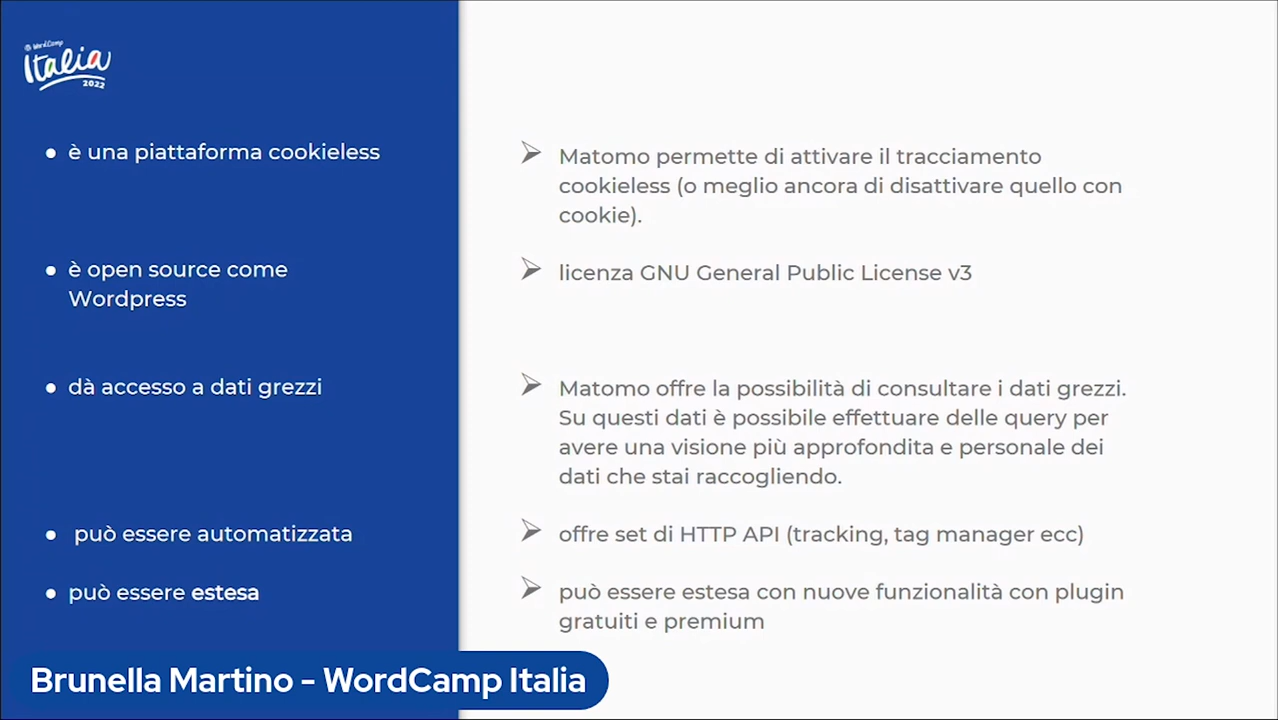 WordCamp
Italia
2022
• è una piattaforma cookieless
➢ Matomo permette di attivare il tracciamento
cookieless (o meglio ancora di disattivare quello con
cookie).
• è open source come
Wordpress
➢ licenza GNU General Public License v3
• dà accesso a dati grezzi
➢ Matomo offre la possibilità di consultare i dati grezzi.
Su questi dati è possibile effettuare delle query per
avere una visione più approfondita e personale dei
dati che stai raccogliendo.
• può essere automatizzata
➢ offre set di HTTP API (tracking, tag manager ecc)
• può essere estesa
➢ può essere estesa con nuove funzionalità con plugin
gratuiti e premium
Brunella Martino - WordCamp Italia